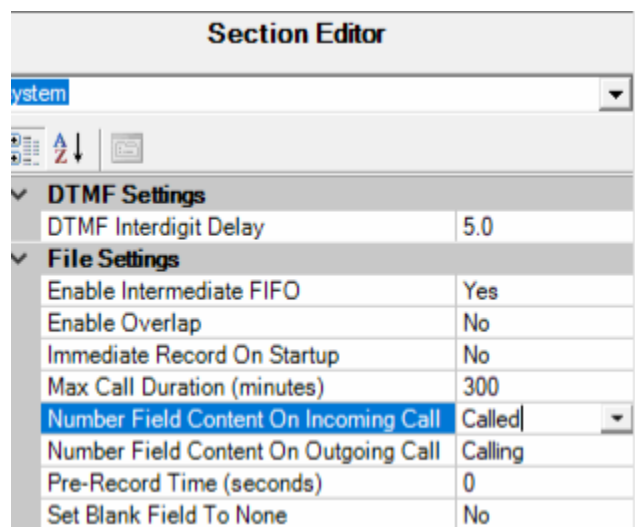 Section Editor
ystem
A
Z
DTMF Settings
DTMF Interdigit Delay 5.0
File Settings
Enable Intermediate FIFO Yes
Enable Overlap No
Immediate Record On Startup No
Max Call Duration (minutes) 300
Number Field Content On Incoming Call Called
Number Field Content On Outgoing Call Calling
Pre-Record Time (seconds) 0
Set Blank Field To None No